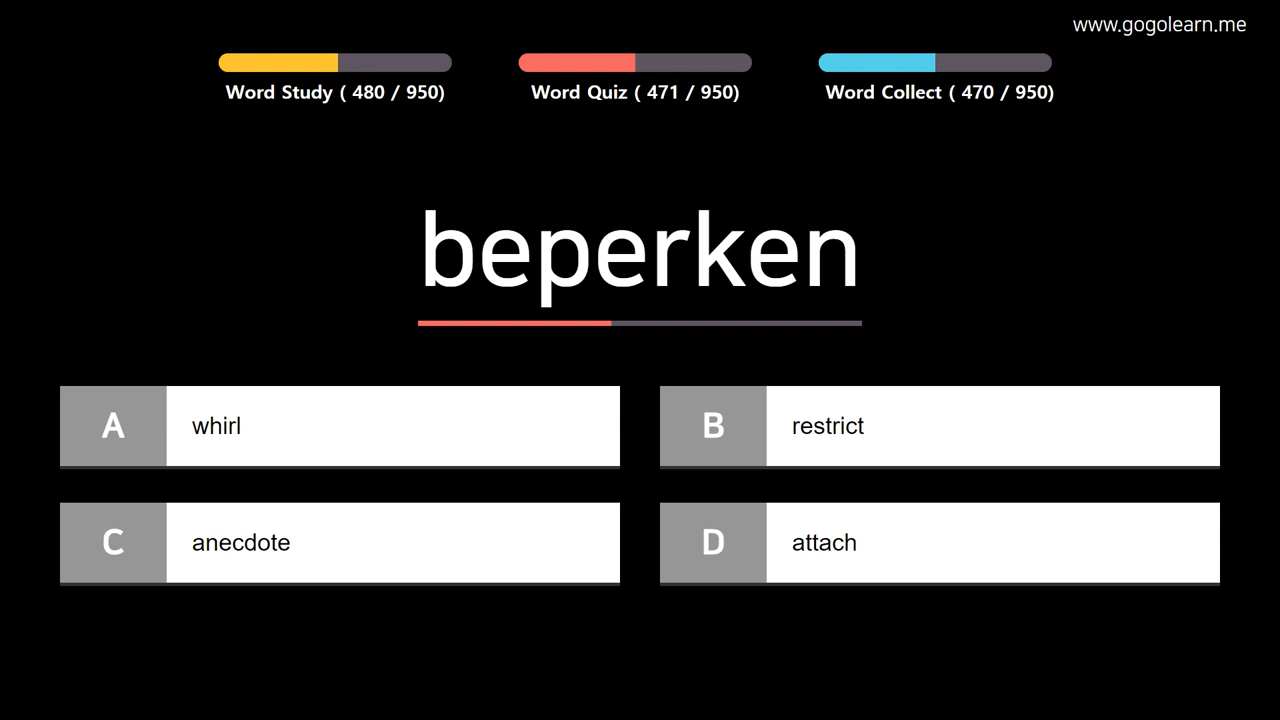 www.gogolearn.me
Word Study ( 480 / 950)
Word Quiz ( 471 / 950)
Word Collect ( 470 / 950)
beperken
A whirl
B restrict
C anecdote
D attach